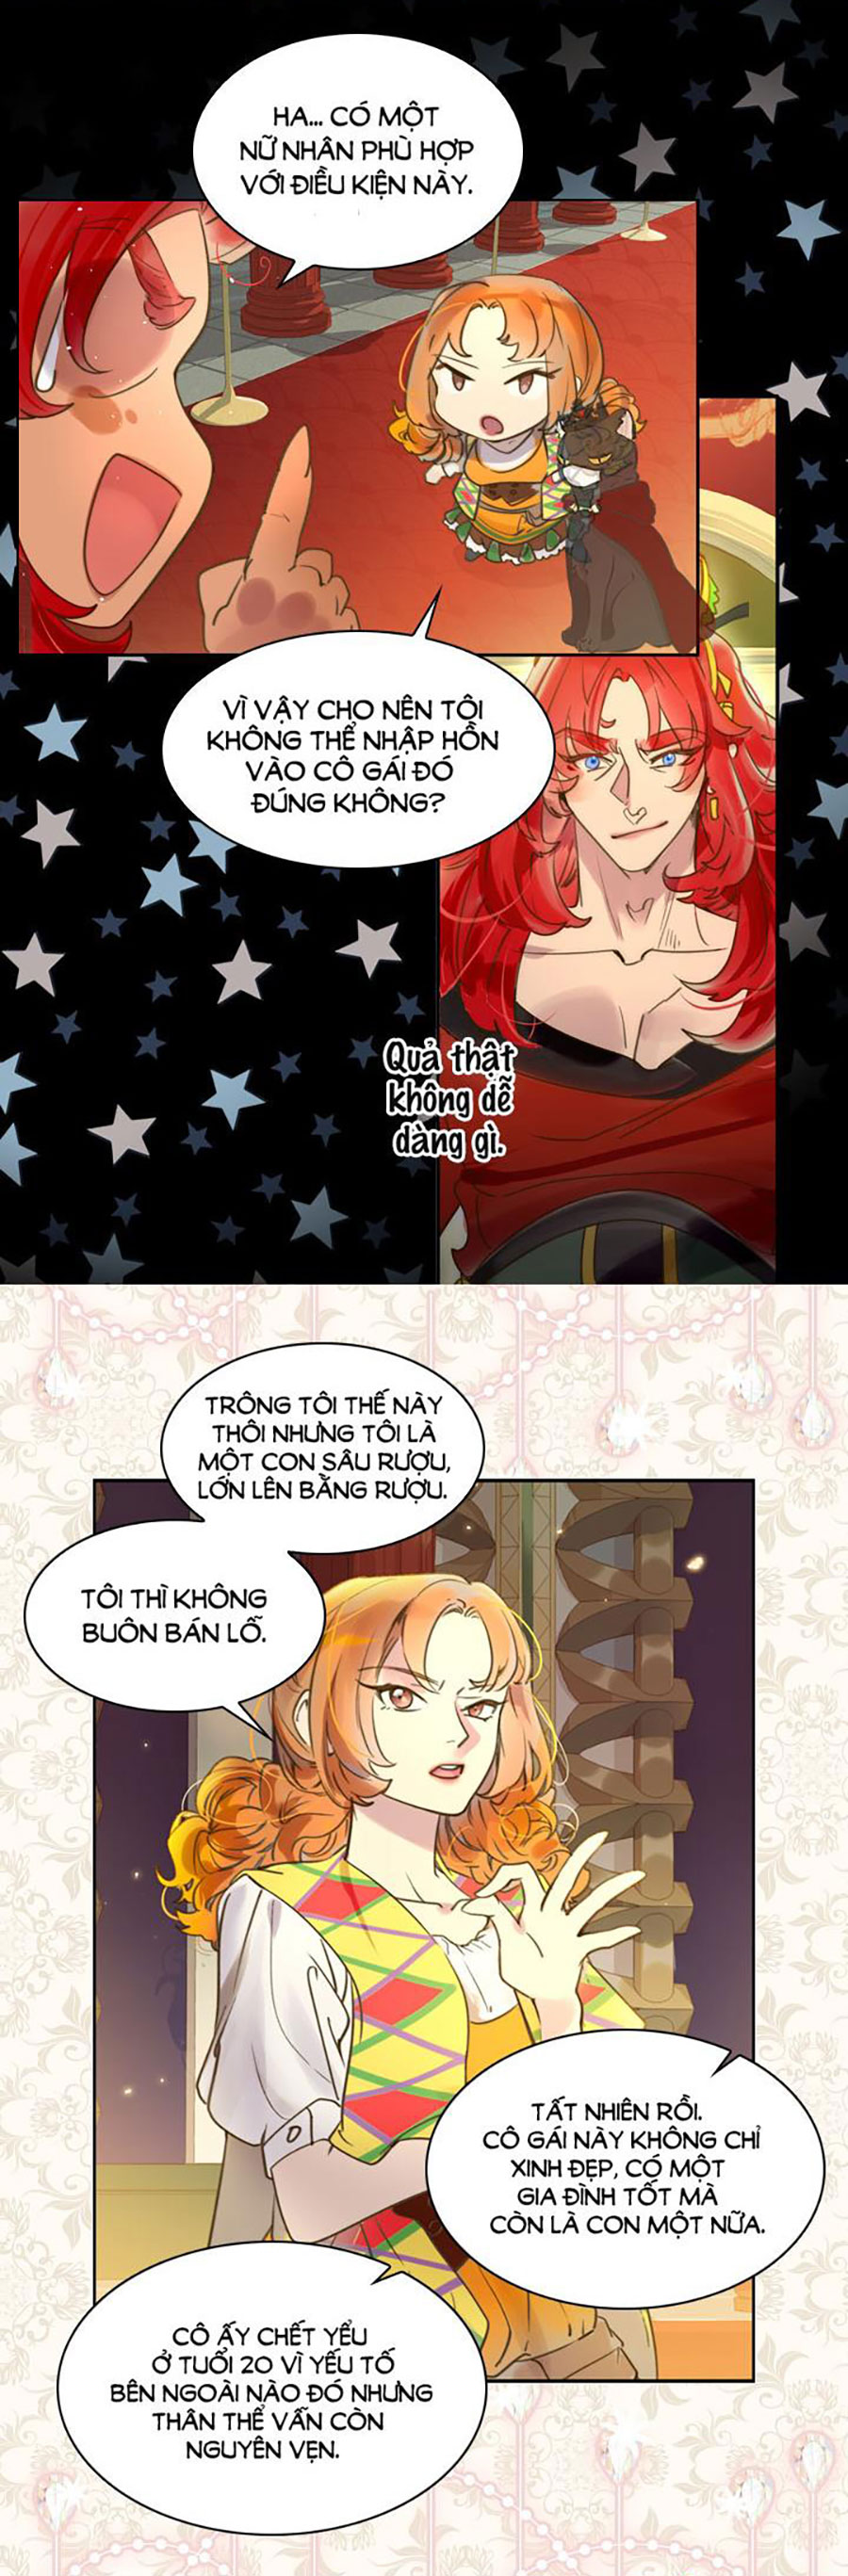 HA... CÓ MỘT
NỮ NHÂN PHÙ HỢP
VỚI ĐIỀU KIỆN NÀY.
VÌ VẬY CHO NÊN TÔI
KHÔNG THỂ NHẬP HỒN
VÀO CÔ GÁI ĐÓ
ĐÚNG KHÔNG?
Quả thật
không dễ
dàng gì.
TRÔNG TÔI THẾ NÀY
THÔI NHƯNG TÔI LÀ
MỘT CON SÂU RƯỢU,
LỚN LÊN BẰNG RƯỢU.
TÔI THÌ KHÔNG
BUÔN BÁN LỖ.
TẤT NHIÊN RỒI.
CÔ GÁI NÀY KHÔNG CHỈ
XINH ĐẸP, CÓ MỘT
GIA ĐÌNH TỐT MÀ
CÒN LÀ CON MỘT NỮA.
CÔ ẤY CHẾT YỂU
Ở TUỔI 20 VÌ YẾU TỐ
BÊN NGOÀI NÀO ĐÓ NHƯNG
THÂN THỂ VẪN CÒN
NGUYÊN VẸN.